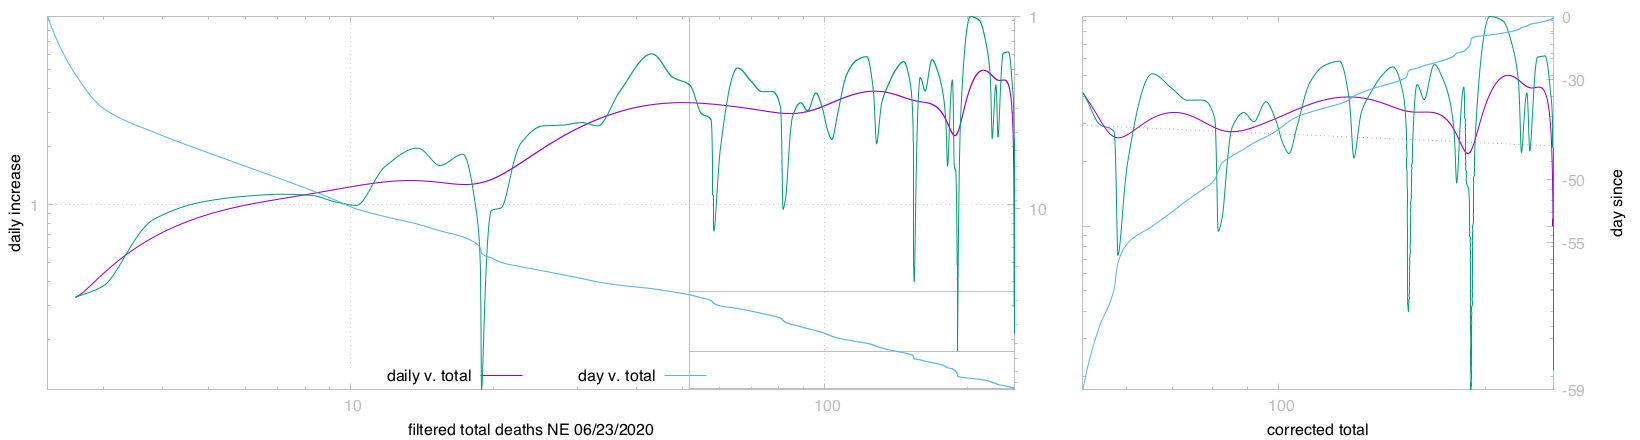 daily increase
1
1
10
daily v. total
day v. total
10
100
filtered total deaths NE 06/23/2020
0
-30
-50
-55
-59
day since
100
corrected total